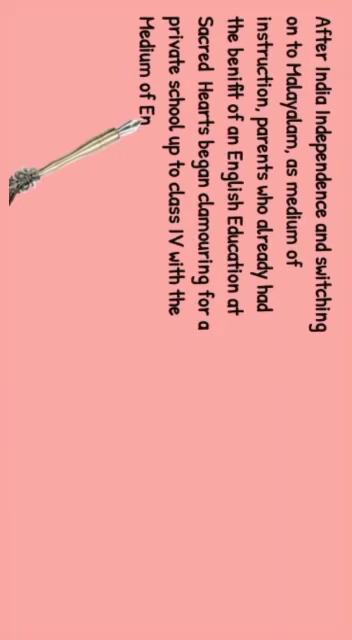 After India Independence and switching
on to Malayalam, as medium of
instruction, parents who already had
the benifit of an English Education at
Sacred Hearts began clamouring for a
private school up to class IV with the
Medium of En